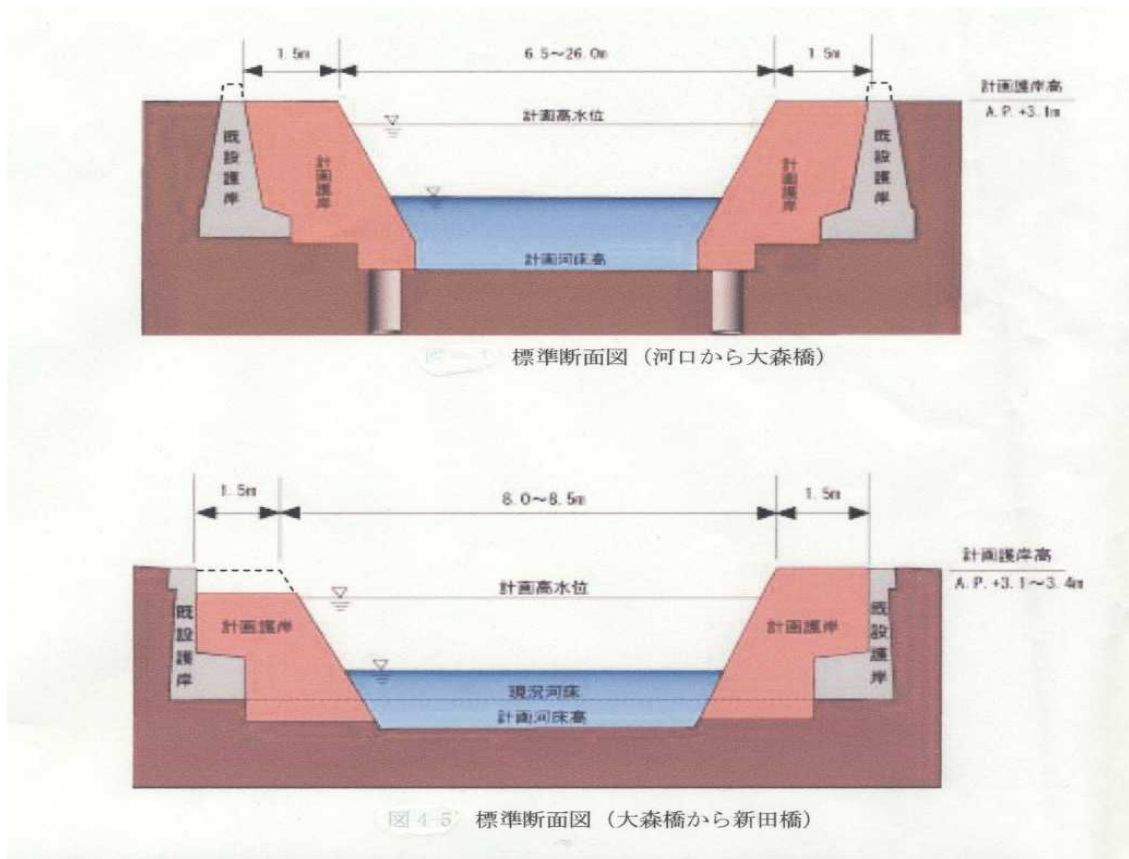 1.5m 6.5～26.0m 1.5m
計画護岸高
A.P.+3.1m
計画高水位
既設護岸
計画護岸
計画護岸
既設護岸
計画河床高
標準断面図（河口から大森橋）
1.5m 8.0～8.5m 1.5m
計画護岸高
A.P.+3.1～3.4m
計画高水位
既設護岸
計画護岸
計画護岸
既設護岸
現況河床
計画河床高
図4-5 標準断面図（大森橋から新田橋）